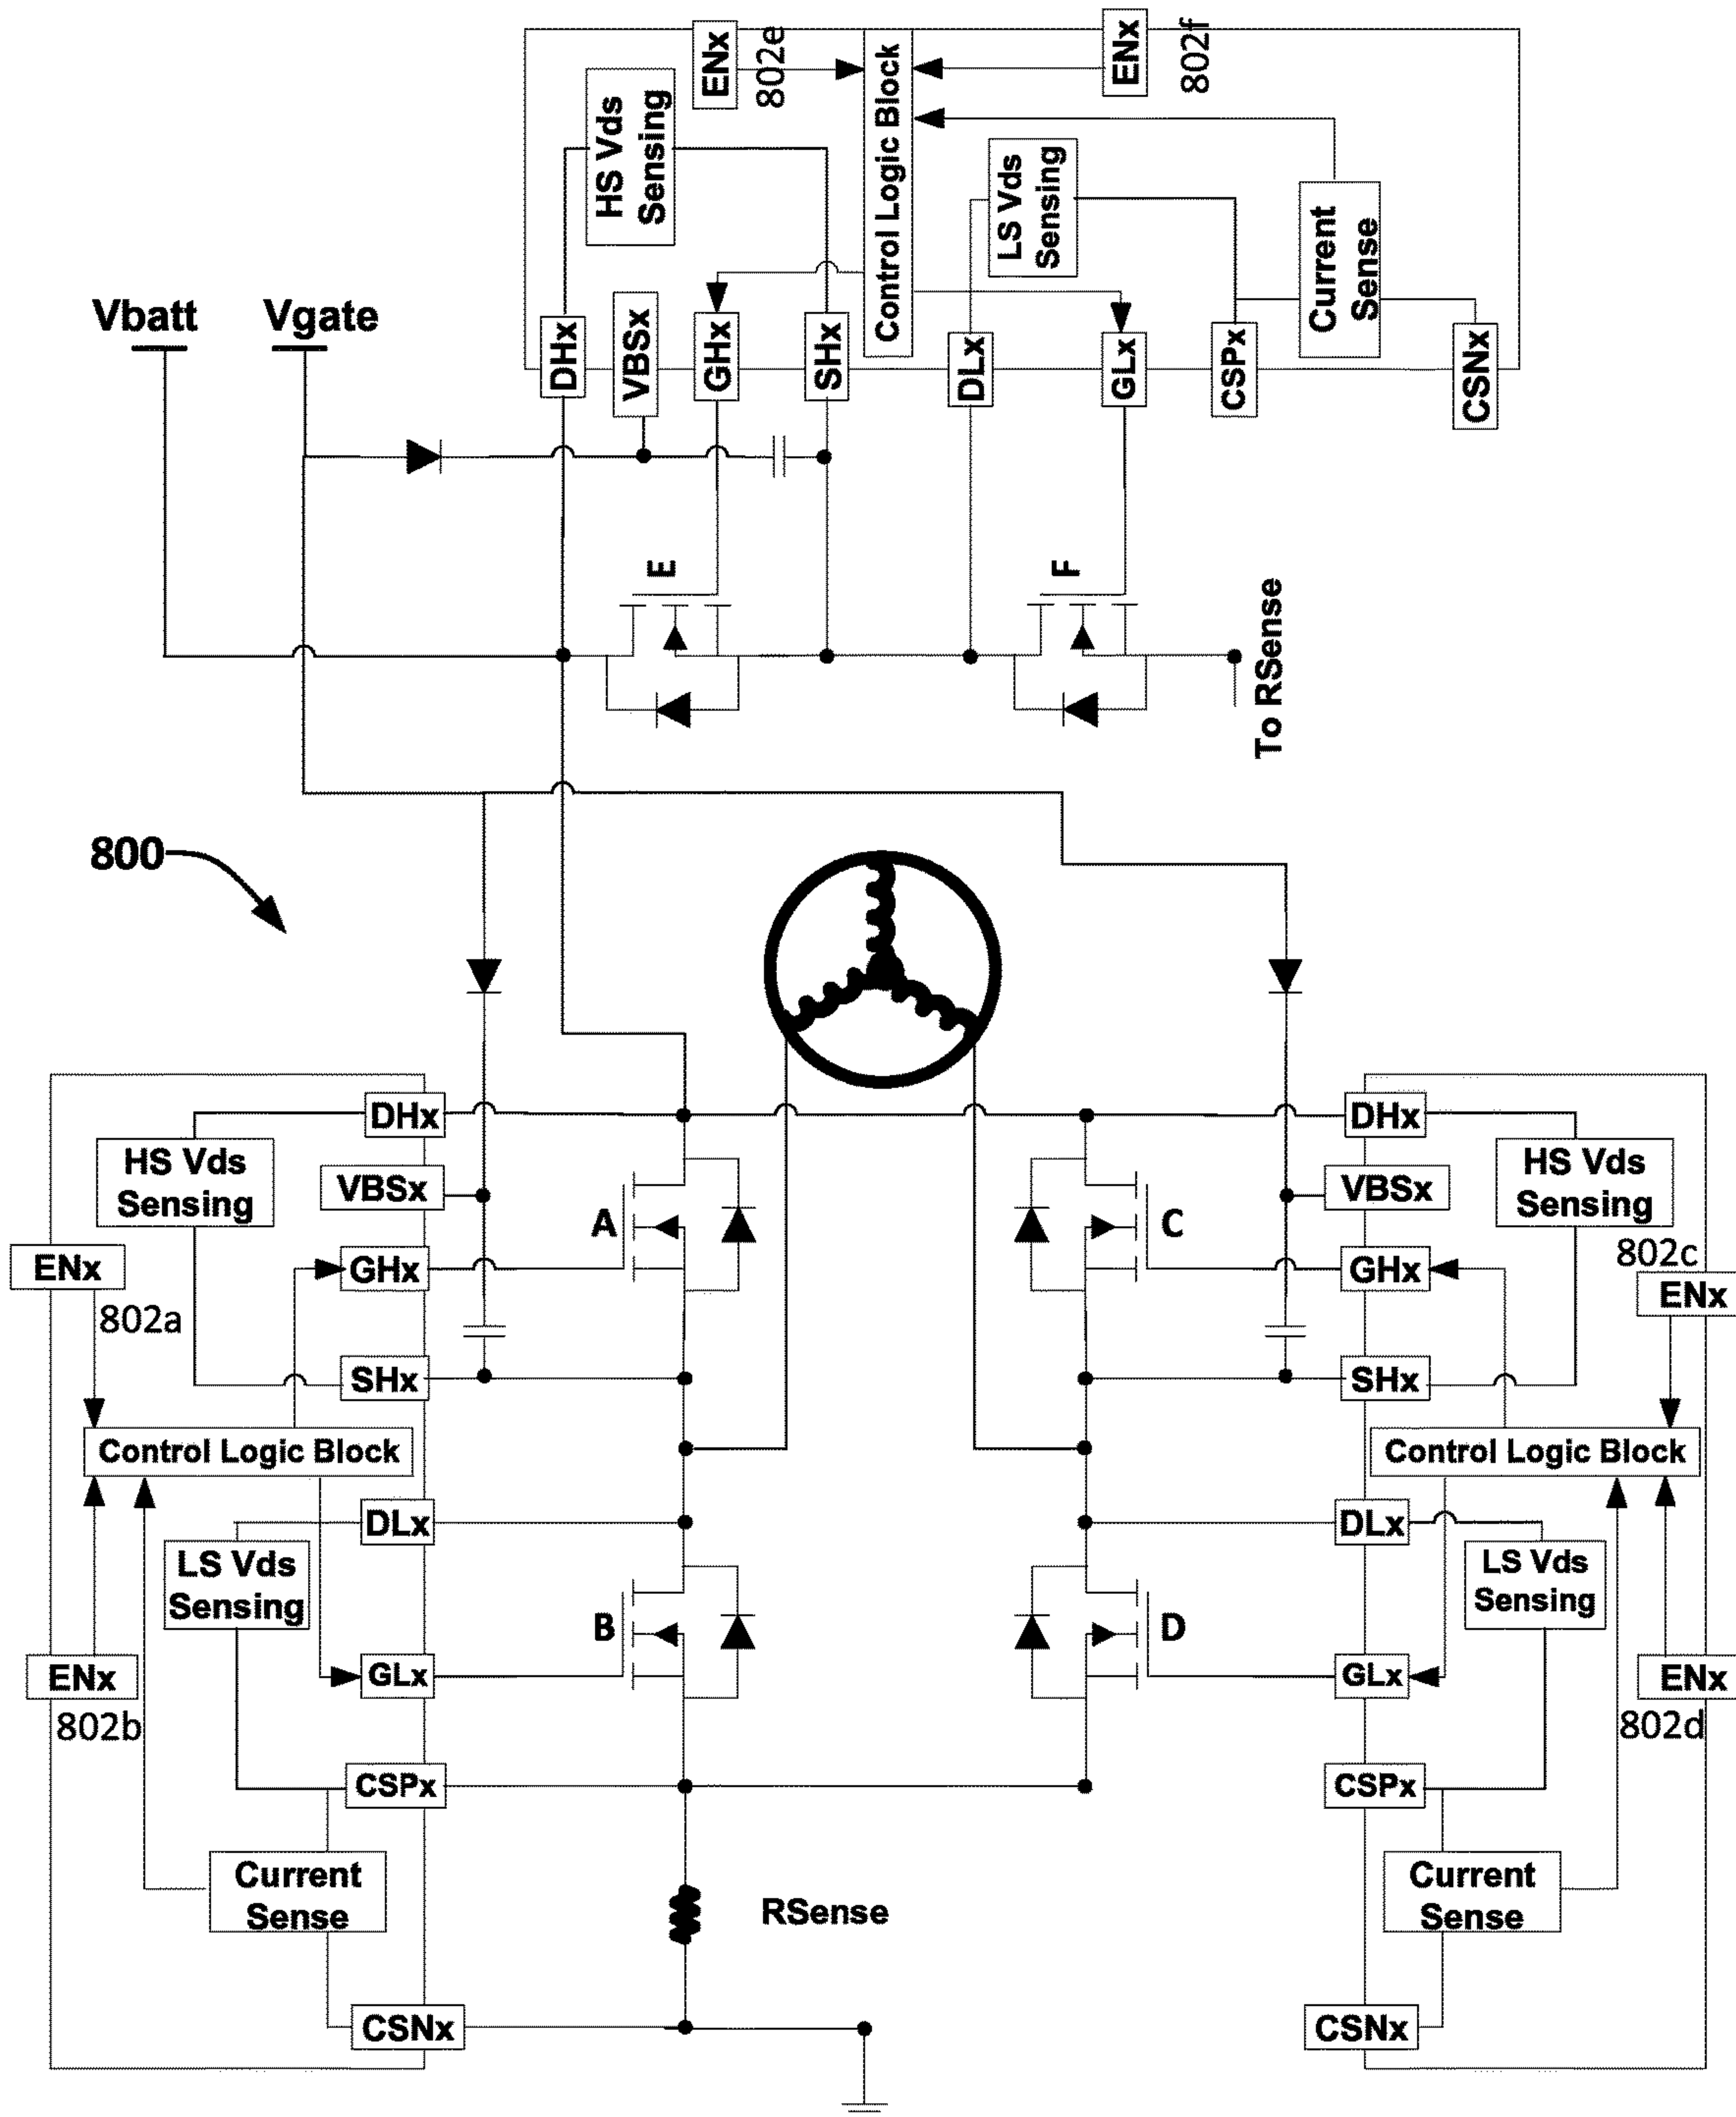 ENx
802e
ENx
802f
HS Vds
Sensing
Control Logic Block
LS Vds
Sensing
Current
Sense
Vbatt
Vgate
DHx
VBSx
GHx
SHx
DLx
GLx
CSPx
CSNx
E
F
To RSense
800
DHx
HS Vds
Sensing
VBSx
A
ENx
802a
GHx
SHx
Control Logic Block
DLx
LS Vds
Sensing
B
ENx
802b
GLx
CSPx
Current
Sense
RSense
CSNx
DHx
HS Vds
Sensing
VBSx
C
802c
GHx
ENx
SHx
Control Logic Block
DLx
LS Vds
Sensing
D
GLx
ENx
802d
CSPx
Current
Sense
CSNx